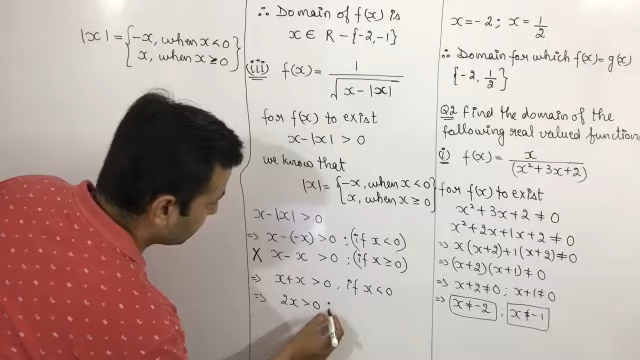 |x| = { -x, when x < 0
x, when x ≥ 0 }
∴ Domain of f(x) is
x ∈ R - {-2, -1}
(iii) f(x) = 1 / √(x - |x|)
for f(x) to exist
x - |x| > 0
we know that
|x| = { -x, when x < 0
x, when x ≥ 0 }
x - |x| > 0
⇒ x - (-x) > 0 ; (if x < 0)
X x - x > 0 ; (if x ≥ 0)
⇒ x + x > 0 , if x < 0
⇒ 2x > 0 ;
x = -2 ; x = 1/2
∴ Domain for which f(x) = g(x)
{-2, 1/2}
Q2 Find the domain of the
following real valued functions
(i) f(x) = x / (x² + 3x + 2)
for f(x) to exist
x² + 3x + 2 ≠ 0
x² + 2x + 1x + 2 ≠ 0
⇒ x(x+2) + 1(x+2) ≠ 0
⇒ (x+2)(x+1) ≠ 0
⇒ x + 2 ≠ 0 ; x + 1 ≠ 0
⇒ x ≠ -2 , x ≠ -1